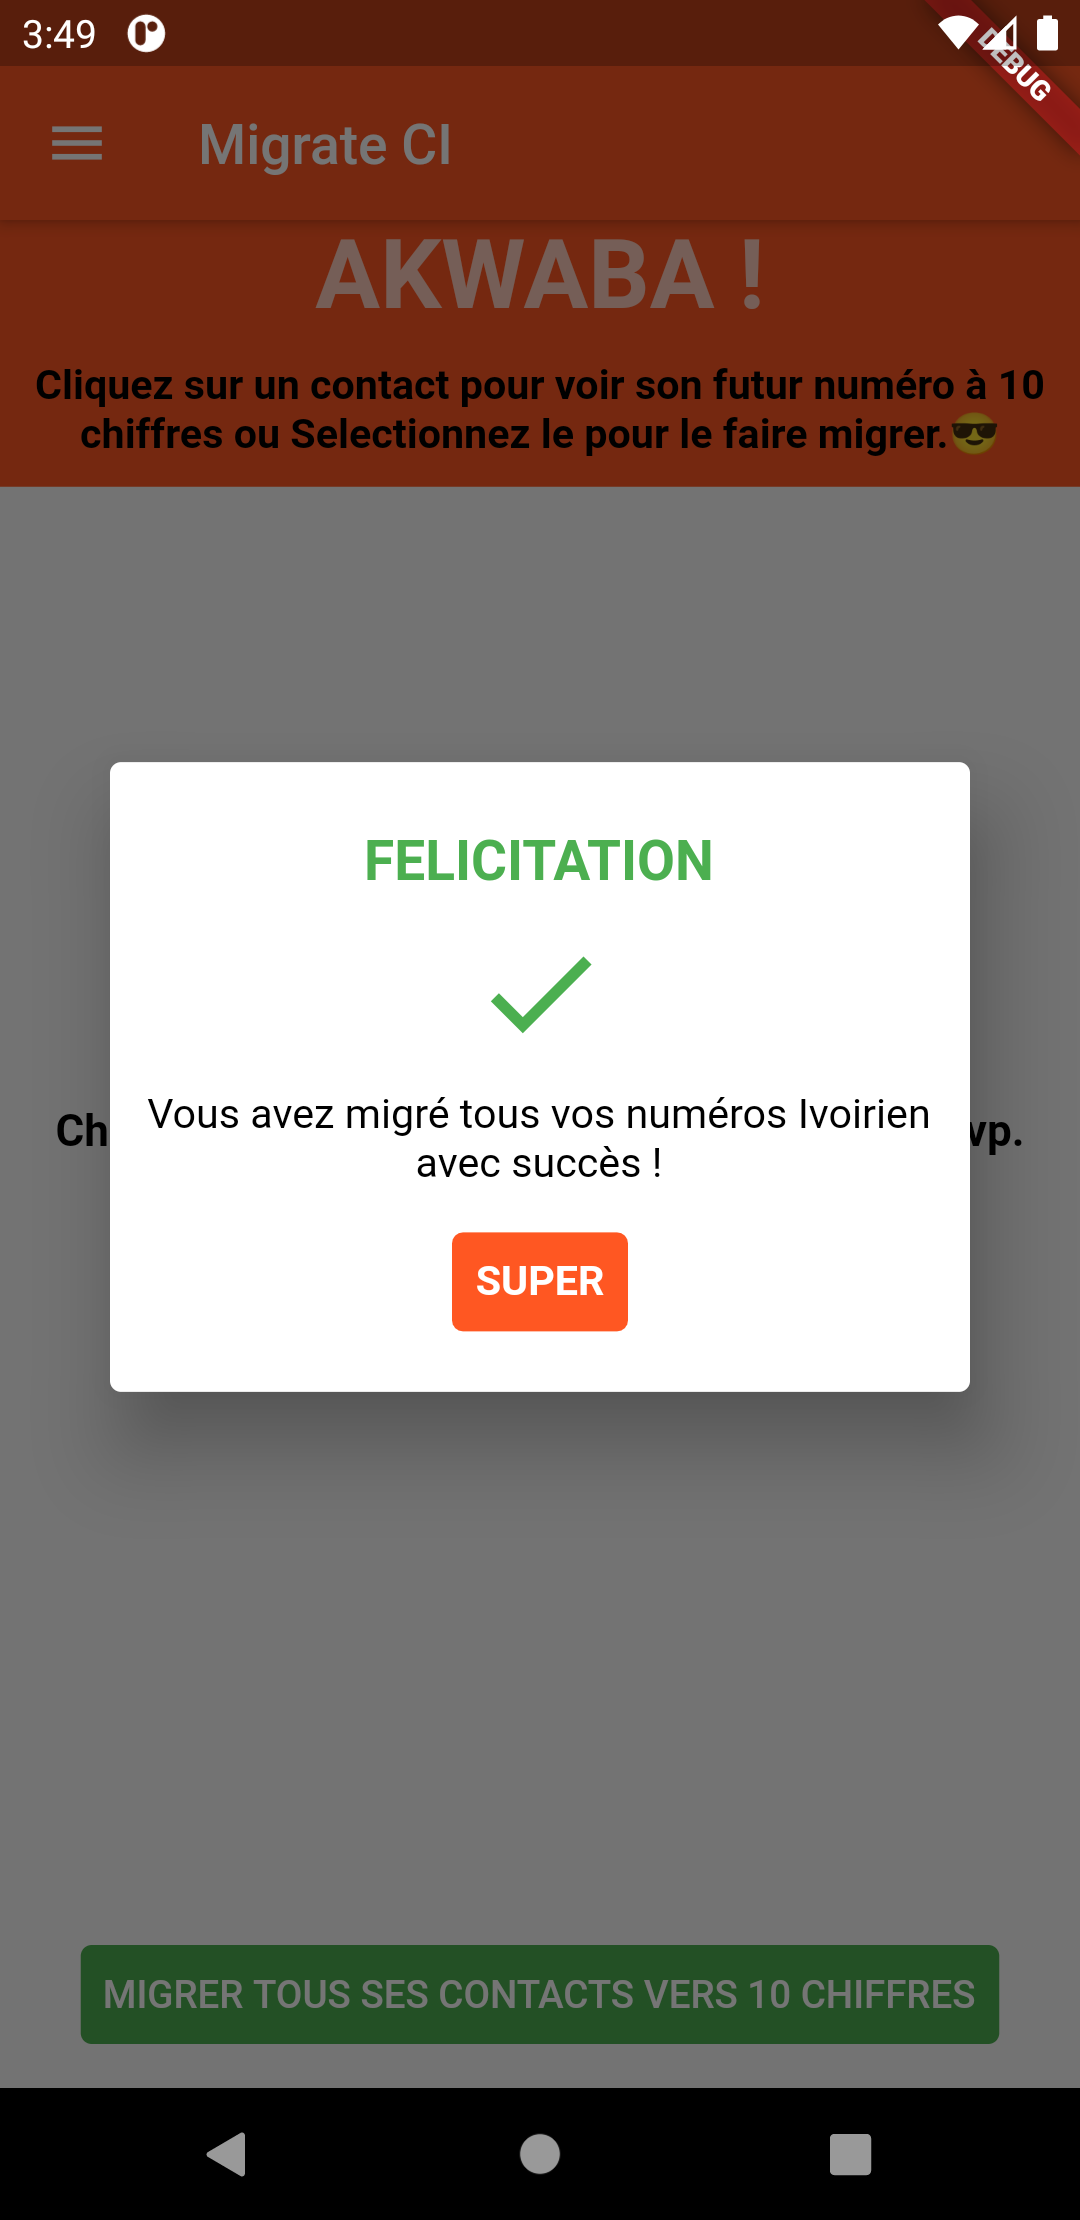 3:49
DEBUG
Migrate CI
AKWABA !
Cliquez sur un contact pour voir son futur numéro à 10
chiffres ou Selectionnez le pour le faire migrer.😎
FELICITATION
Vous avez migré tous vos numéros Ivoirien
avec succès !
SUPER
MIGRER TOUS SES CONTACTS VERS 10 CHIFFRES